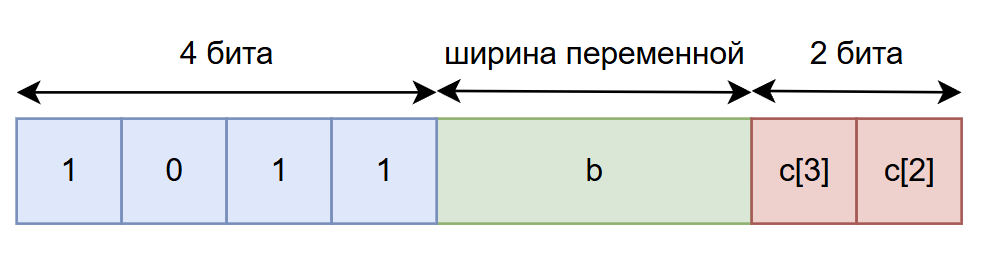 4 бита ширина переменной 2 бита
1 0 1 1 b c[3] c[2]